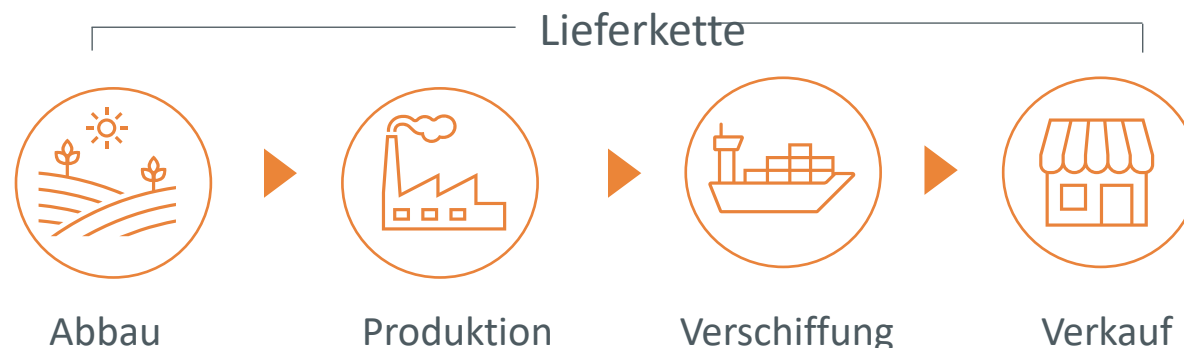 Lieferkette
Abbau
Produktion
Verschiffung
Verkauf